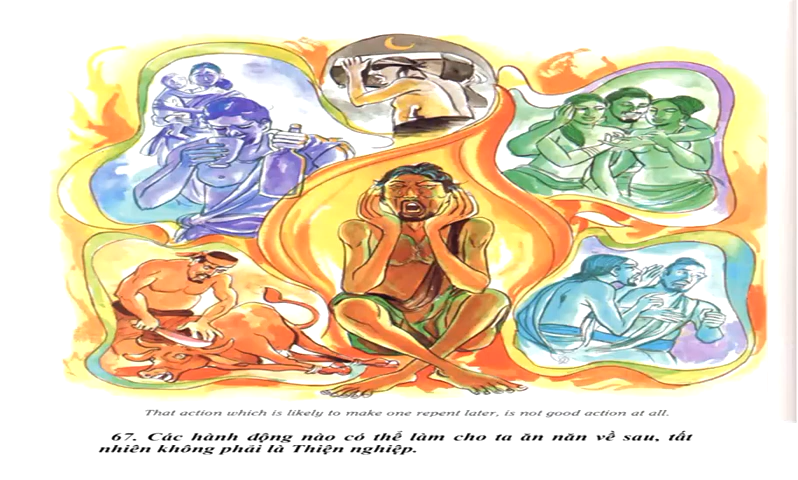 That action which is likely to make one repent later, is not good action at all.
67. Các hành động nào có thể làm cho ta ăn năn về sau, tất
nhiên không phải là Thiện nghiệp.